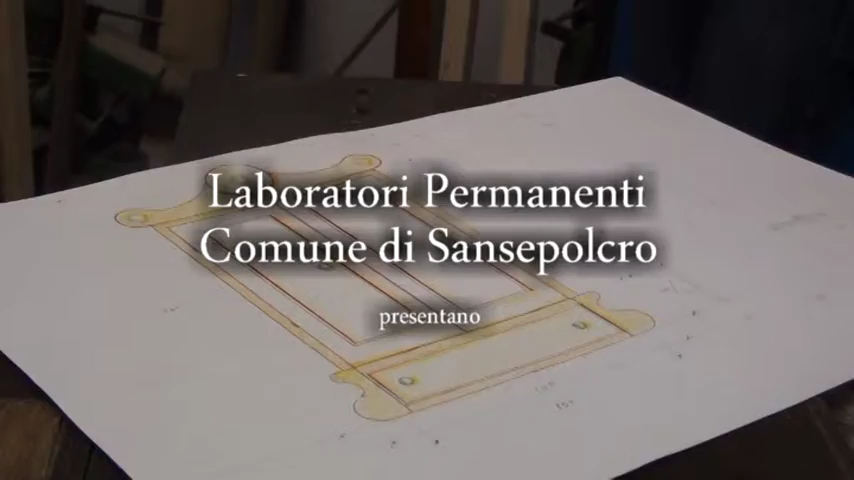 Laboratori Permanenti
Comune di Sansepolcro
presentano